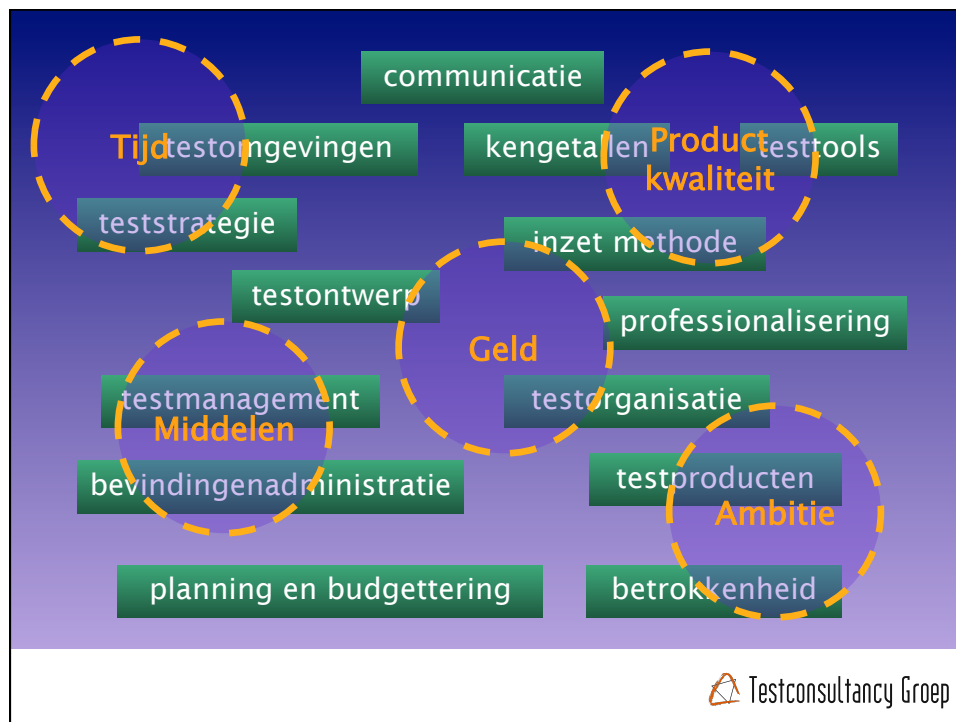 communicatie
Tijd
testomgevingen
kengetallen
Product
kwaliteit
testtools
teststrategie
inzet methode
testontwerp
professionalisering
Geld
testmanagement
Middelen
testorganisatie
bevindingenadministratie
testproducten
Ambitie
planning en budgettering
betrokkenheid
Testconsultancy Groep